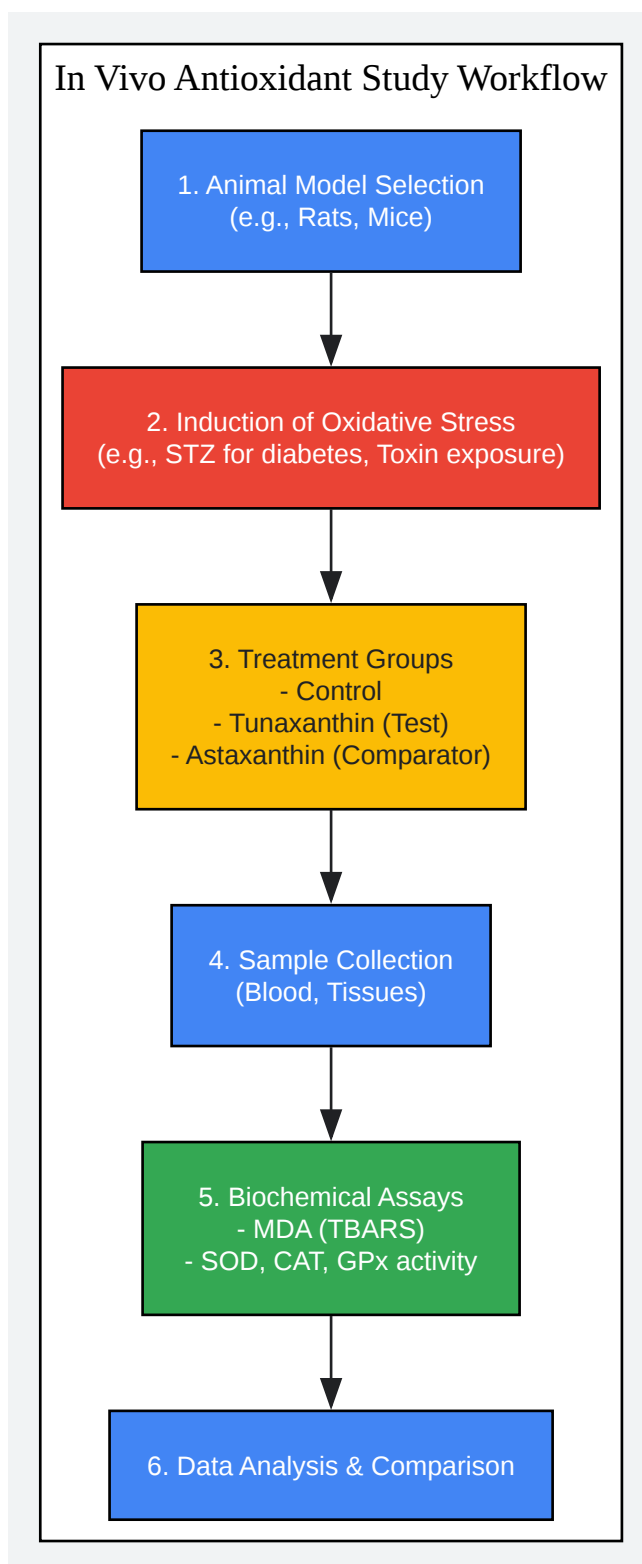 In Vivo Antioxidant Study Workflow
1. Animal Model Selection
(e.g., Rats, Mice)
2. Induction of Oxidative Stress
(e.g., STZ for diabetes, Toxin exposure)
3. Treatment Groups
- Control
- Tunaxanthin (Test)
- Astaxanthin (Comparator)
4. Sample Collection
(Blood, Tissues)
5. Biochemical Assays
- MDA (TBARS)
- SOD, CAT, GPx activity
6. Data Analysis & Comparison